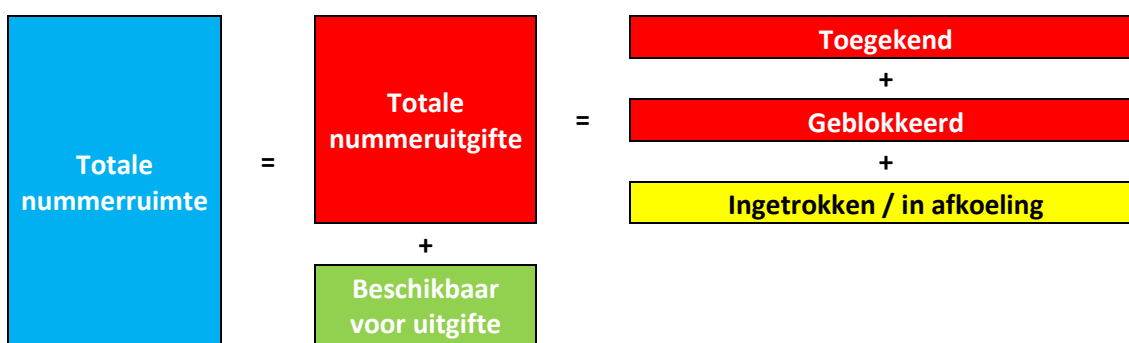 Totale
nummerruimte
=
Totale
nummeruitgifte
+
Beschikbaar
voor uitgifte
=
Toegekend
+
Geblokkeerd
+
Ingetrokken / in afkoeling